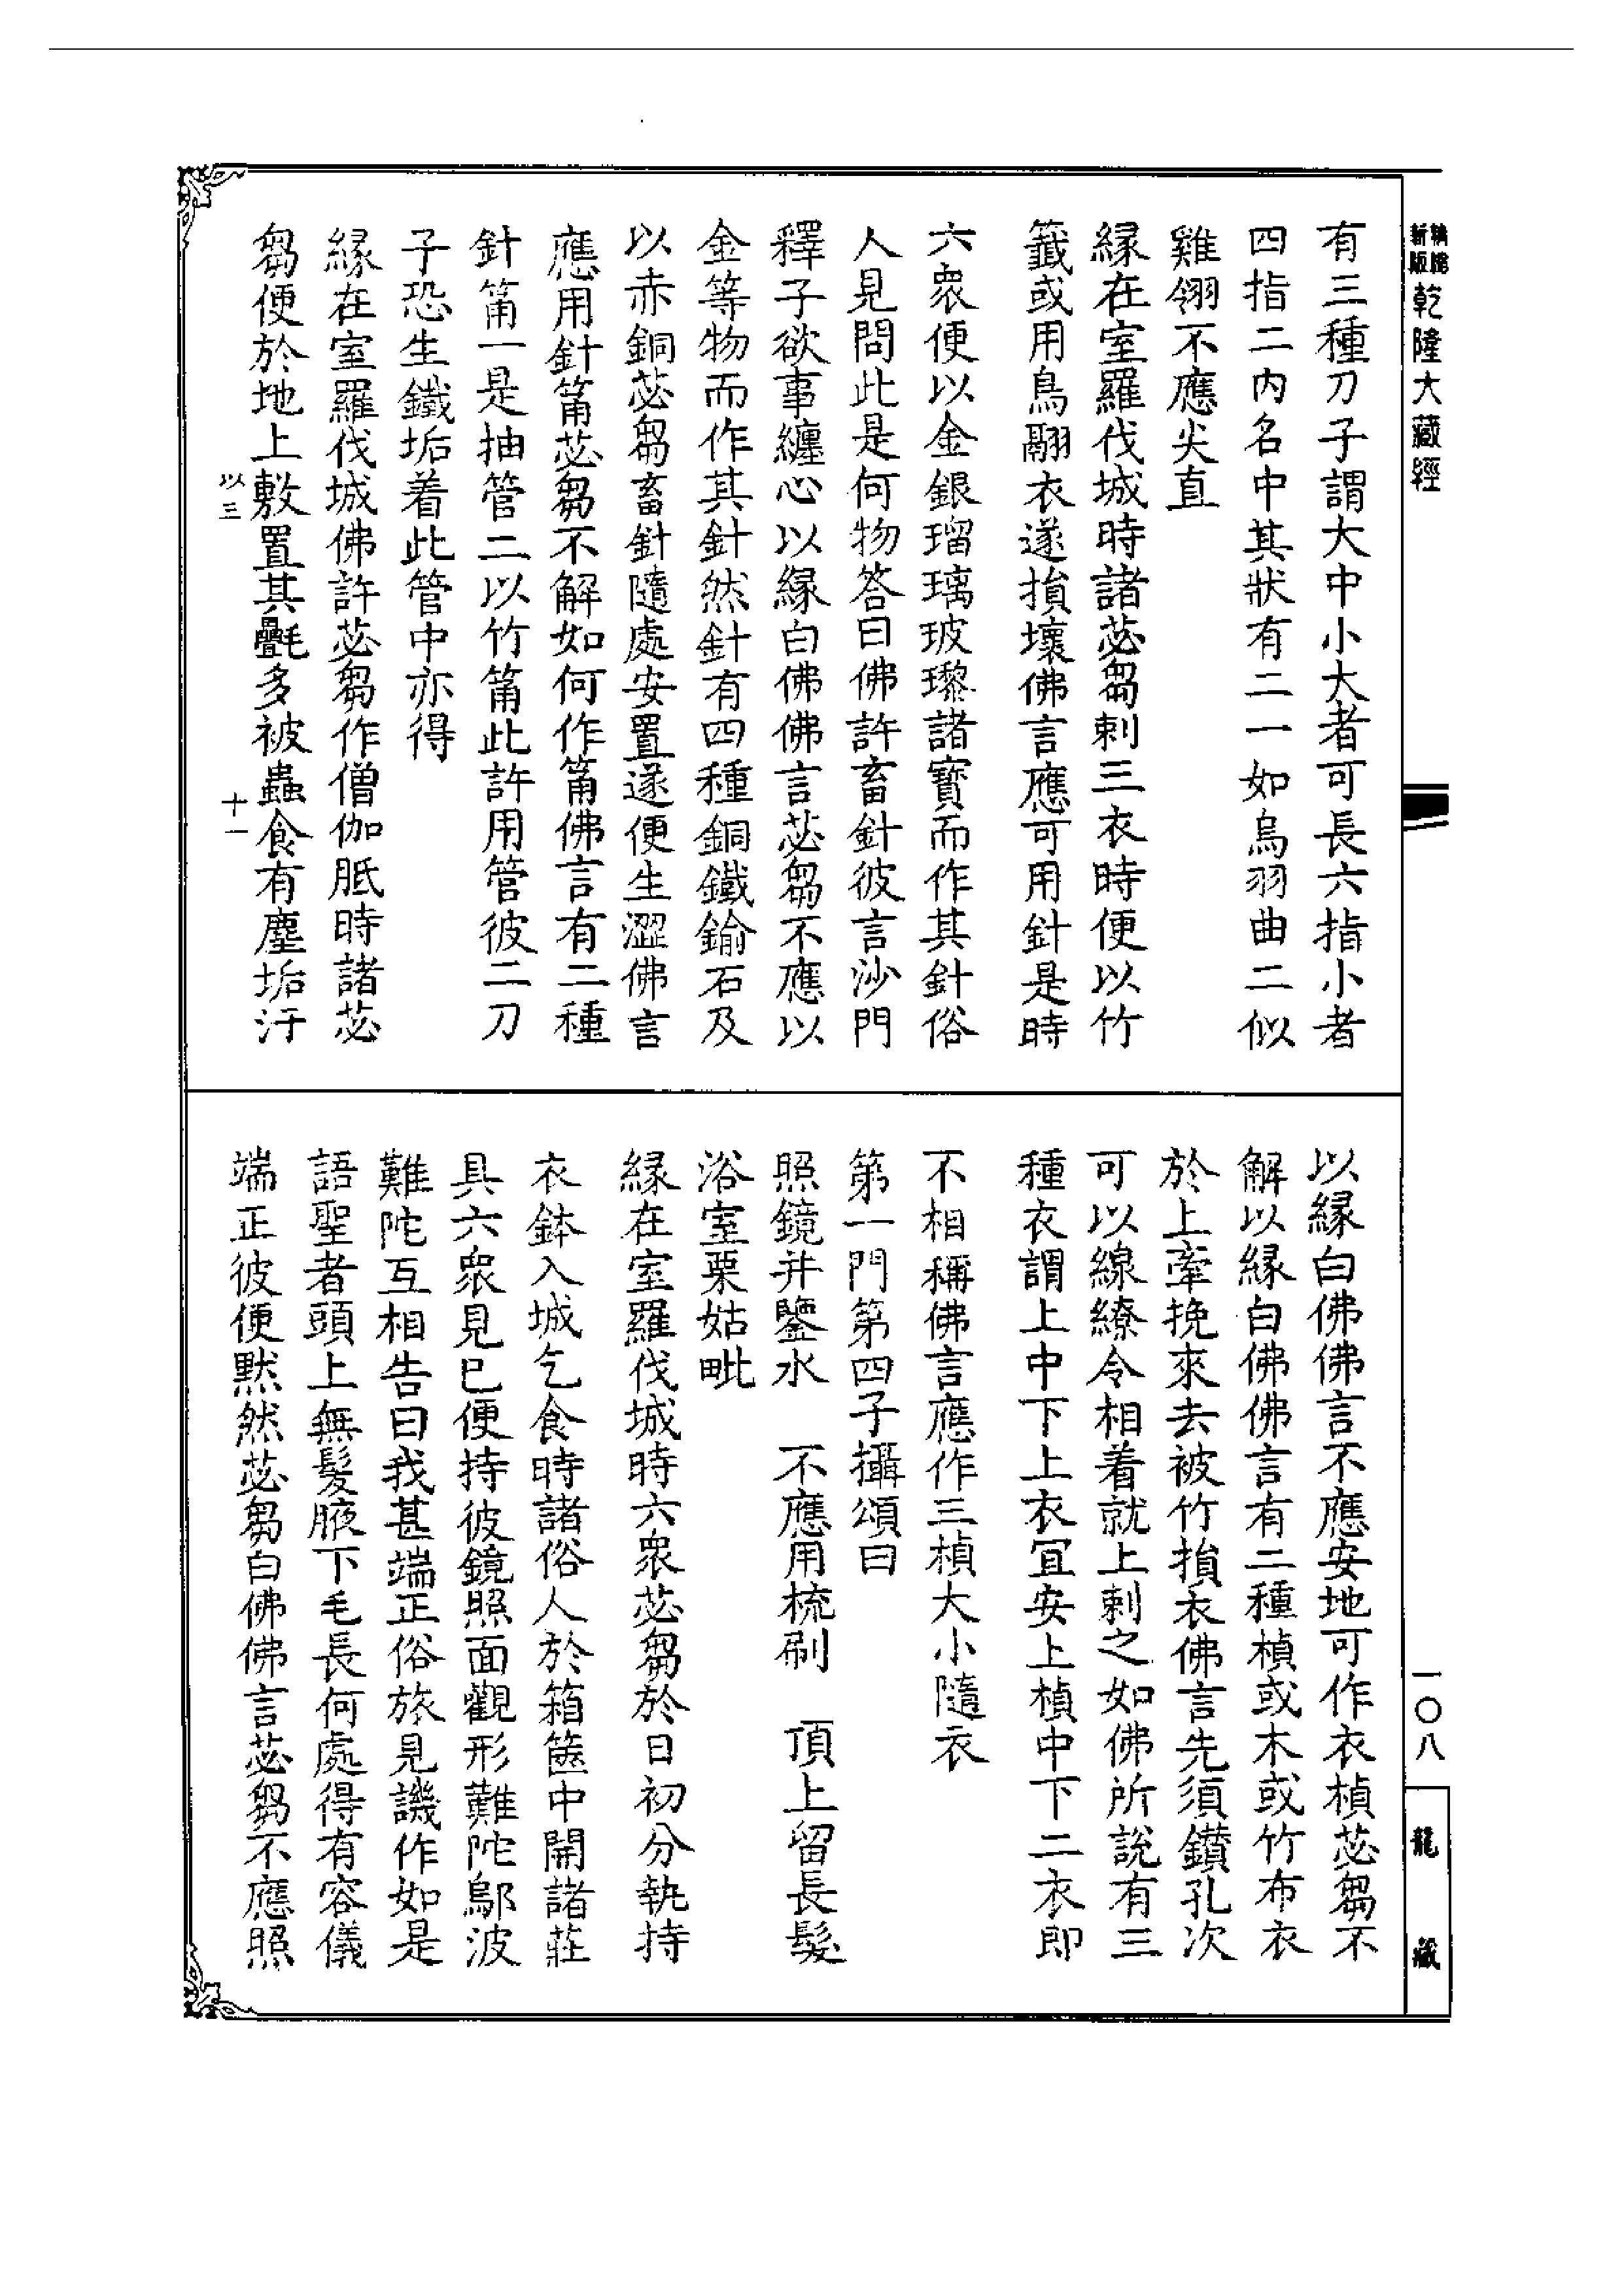 乾隆大藏經
有三種刀子謂大中小大者可長六指小者
四指二内名中其狀有二一如烏羽曲二似
雞翎不應尖直
緣在室羅伐城時諸苾芻刺三衣時便以竹
籤或用鳥翮衣遂損壞佛言應可用針是時
六衆便以金銀瑠璃玻瓈諸寶而作其針俗
人見問此是何物答曰佛許畜針彼言沙門
釋子欲事纏心以緣白佛佛言苾芻不應以
金等物而作其針然針有四種銅鐵鍮石及
以赤銅苾芻畜針隨處安置遂便生澀佛言
應用針筩苾芻不解如何作筩佛言有二種
針筩一是抽管二以竹筩此許用管彼二刀
子恐生鐵垢着此管中亦得
緣在室羅伐城佛許苾芻作僧伽胝時諸苾
芻便於地上敷置其氎多被蟲食有塵垢汙
以三
十一
以緣白佛佛言不應安地可作衣楨苾芻不
解以緣白佛佛言有二種楨或木或竹布衣
於上牽挽來去被竹損衣佛言先須鑽孔次
可以線繚令相着就上刺之如佛所說有三
種衣謂上中下上衣宜安上楨中下二衣即
不相稱佛言應作三楨大小隨衣
第一門第四子攝頌曰
照鏡并鑒水　不應用梳刷　頂上留長髮
浴室栗姑毗
緣在室羅伐城時六衆苾芻於日初分執持
衣鉢入城乞食時諸俗人於箱篋中開諸莊
具六衆見已便持彼鏡照面觀形難陀鄔波
難陀互相告曰我甚端正俗旅見譏作如是
語聖者頭上無髮腋下毛長何處得有容儀
端正彼便默然苾芻白佛佛言苾芻不應照
一〇八
龍藏